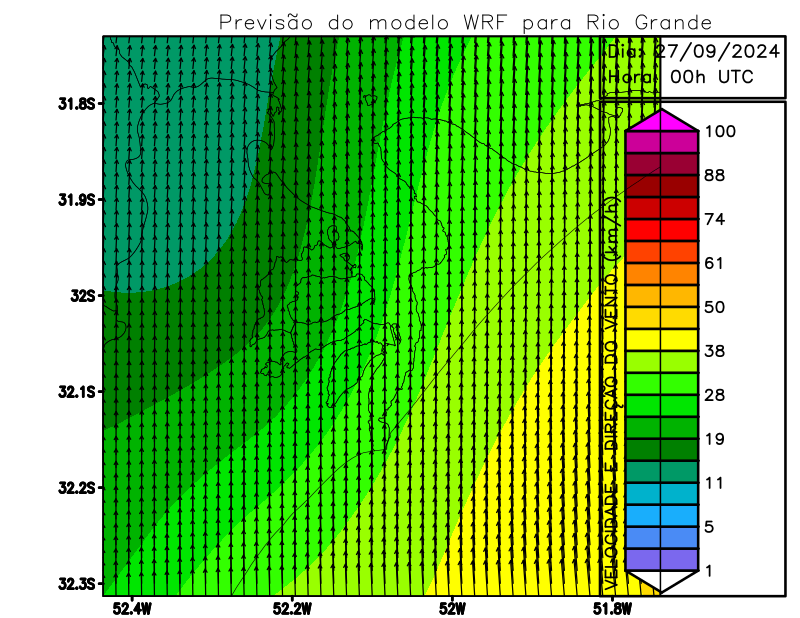 Previsão do modelo WRF para Rio Grande
Dia: 27/09/2024
Hora: 00h UTC
31.8S
31.9S
32S
32.1S
32.2S
32.3S
52.4W
52.2W
52W
51.8W
VELOCIDADE E DIREÇÃO DO VENTO (km/h)
100
88
74
61
50
38
28
19
11
5
1